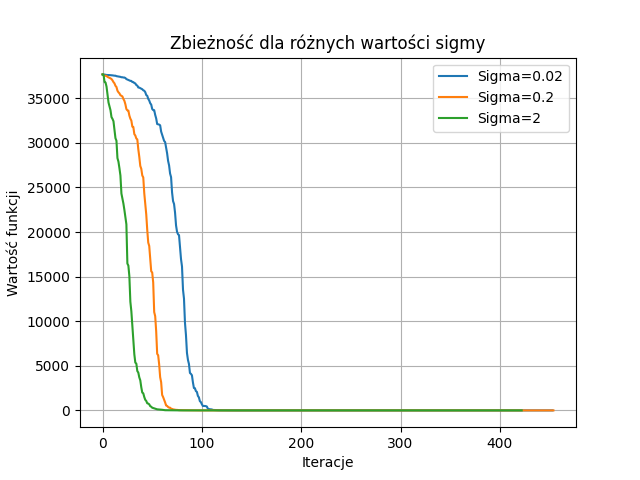 Zbieżność dla różnych wartości sigmy
Sigma=0.02
Sigma=0.2
Sigma=2
Wartość funkcji
35000
30000
25000
20000
15000
10000
5000
0
0 100 200 300 400
Iteracje